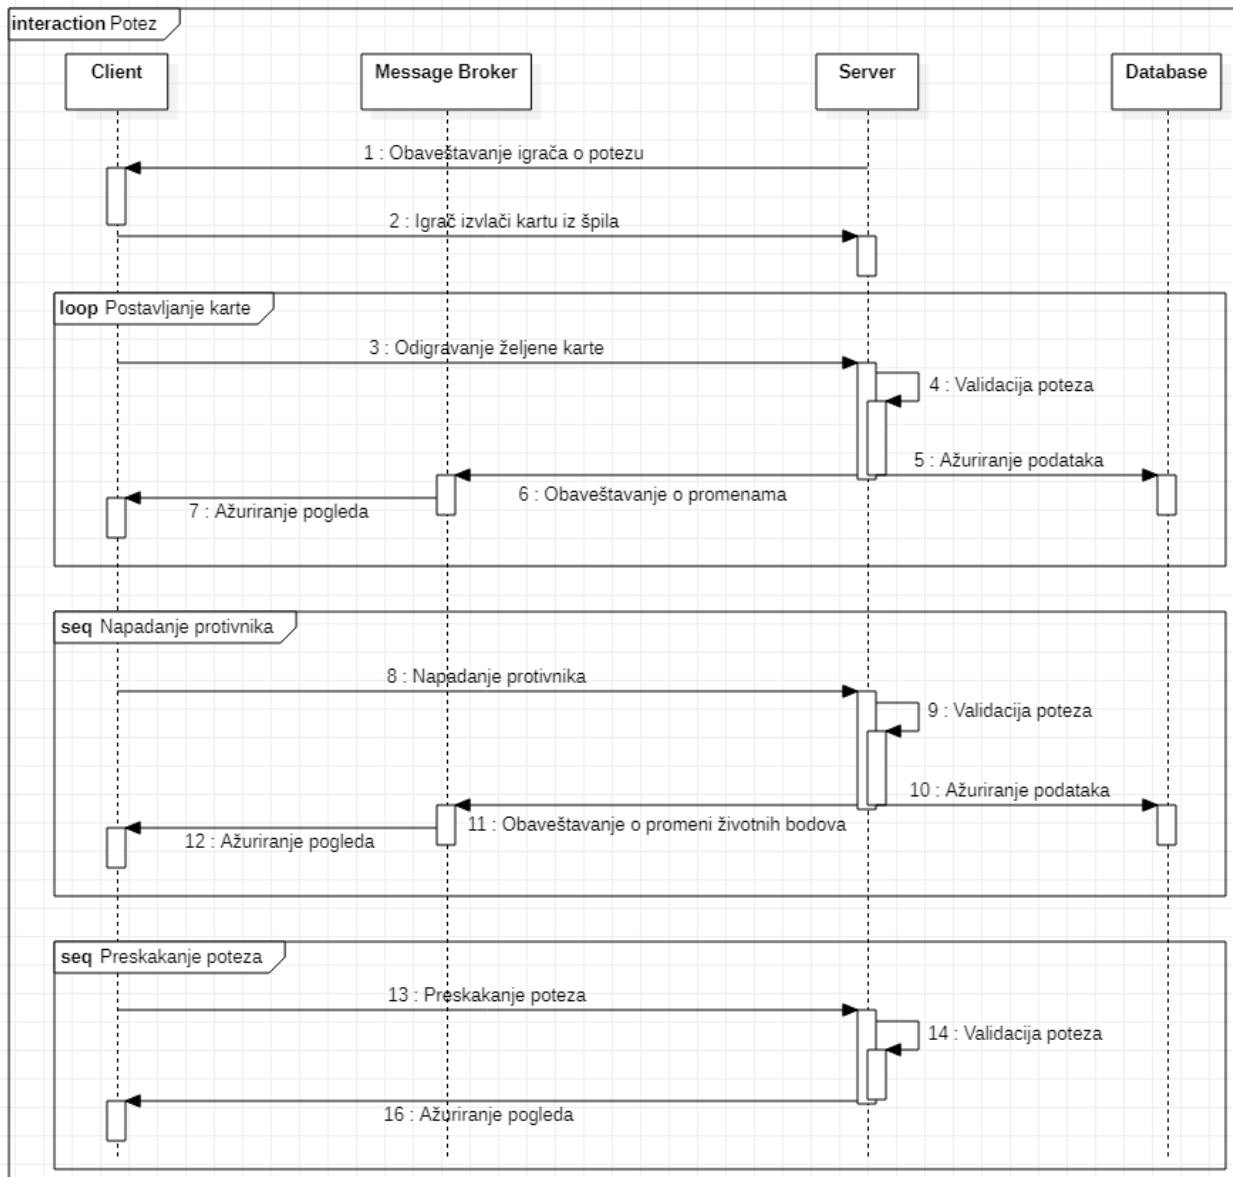 interaction Potez
Client
Message Broker
Server
Database
1 : Obaveštavanje igrača o potezu
2 : Igrač izvlači kartu iz špila
loop Postavljanje karte
3 : Odigravanje željene karte
4 : Validacija poteza
5 : Ažuriranje podataka
6 : Obaveštavanje o promenama
7 : Ažuriranje pogleda
seq Napadanje protivnika
8 : Napadanje protivnika
9 : Validacija poteza
10 : Ažuriranje podataka
11 : Obaveštavanje o promeni životnih bodova
12 : Ažuriranje pogleda
seq Preskakanje poteza
13 : Preskakanje poteza
14 : Validacija poteza
16 : Ažuriranje pogleda